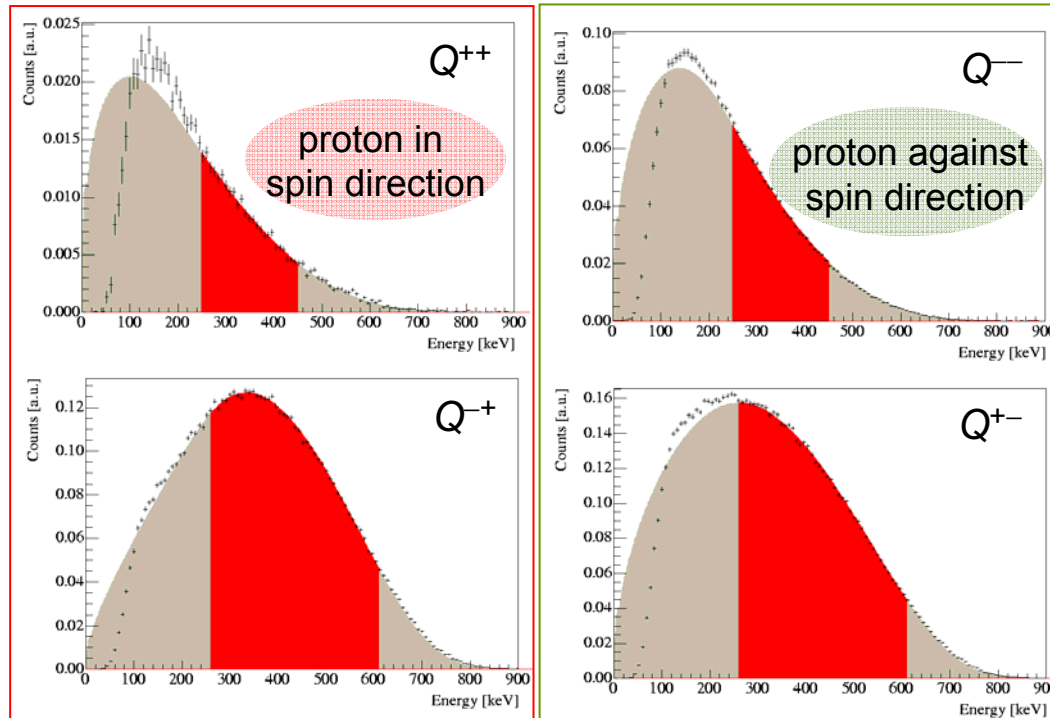 Counts [a.u.]
0.025
0.020
0.015
0.010
0.005
0.000
Q++
proton in
spin direction
0 100 200 300 400 500 600 700 800 900
Energy [keV]
Counts [a.u.]
0.10
0.08
0.06
0.04
0.02
0.00
Q−−
proton against
spin direction
0 100 200 300 400 500 600 700 800 900
Energy [keV]
Counts [a.u.]
0.12
0.10
0.08
0.06
0.04
0.02
0.00
Q−+
0 100 200 300 400 500 600 700 800 900
Energy [keV]
Counts [a.u.]
0.16
0.14
0.12
0.10
0.08
0.06
0.04
0.02
0.00
Q+−
0 100 200 300 400 500 600 700 800 900
Energy [keV]